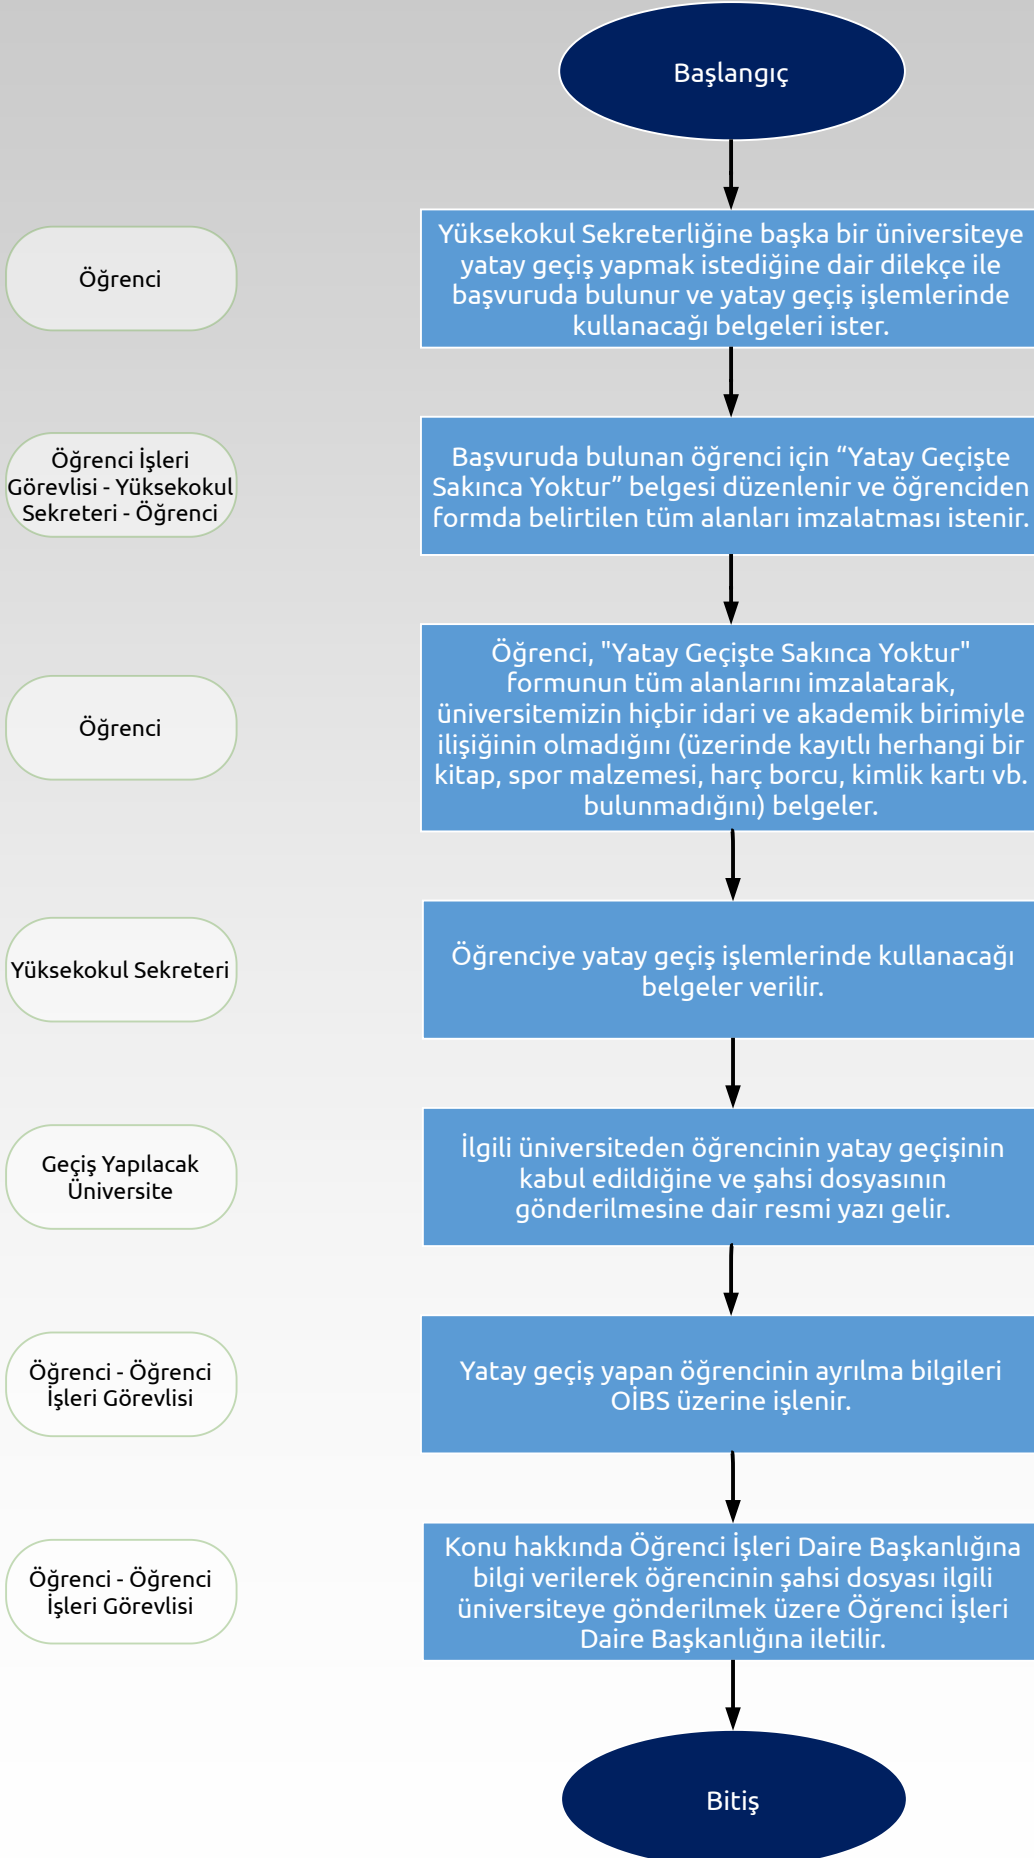 Başlangıç
Öğrenci
Yüksekokul Sekreterliğine başka bir üniversiteye
yatay geçiş yapmak istediğine dair dilekçe ile
başvuruda bulunur ve yatay geçiş işlemlerinde
kullanacağı belgeleri ister.
Öğrenci İşleri
Görevlisi - Yüksekokul
Sekreteri - Öğrenci
Başvuruda bulunan öğrenci için “Yatay Geçişte
Sakınca Yoktur” belgesi düzenlenir ve öğrenciden
formda belirtilen tüm alanları imzalatması istenir.
Öğrenci
Öğrenci, "Yatay Geçişte Sakınca Yoktur"
formunun tüm alanlarını imzalatarak,
üniversitemizin hiçbir idari ve akademik birimiyle
ilişiğinin olmadığını (üzerinde kayıtlı herhangi bir
kitap, spor malzemesi, harç borcu, kimlik kartı vb.
bulunmadığını) belgeler.
Yüksekokul Sekreteri
Öğrenciye yatay geçiş işlemlerinde kullanacağı
belgeler verilir.
Geçiş Yapılacak
Üniversite
İlgili üniversiteden öğrencinin yatay geçişinin
kabul edildiğine ve şahsi dosyasının
gönderilmesine dair resmi yazı gelir.
Öğrenci - Öğrenci
İşleri Görevlisi
Yatay geçiş yapan öğrencinin ayrılma bilgileri
OİBS üzerine işlenir.
Öğrenci - Öğrenci
İşleri Görevlisi
Konu hakkında Öğrenci İşleri Daire Başkanlığına
bilgi verilerek öğrencinin şahsi dosyası ilgili
üniversiteye gönderilmek üzere Öğrenci İşleri
Daire Başkanlığına iletilir.
Bitiş